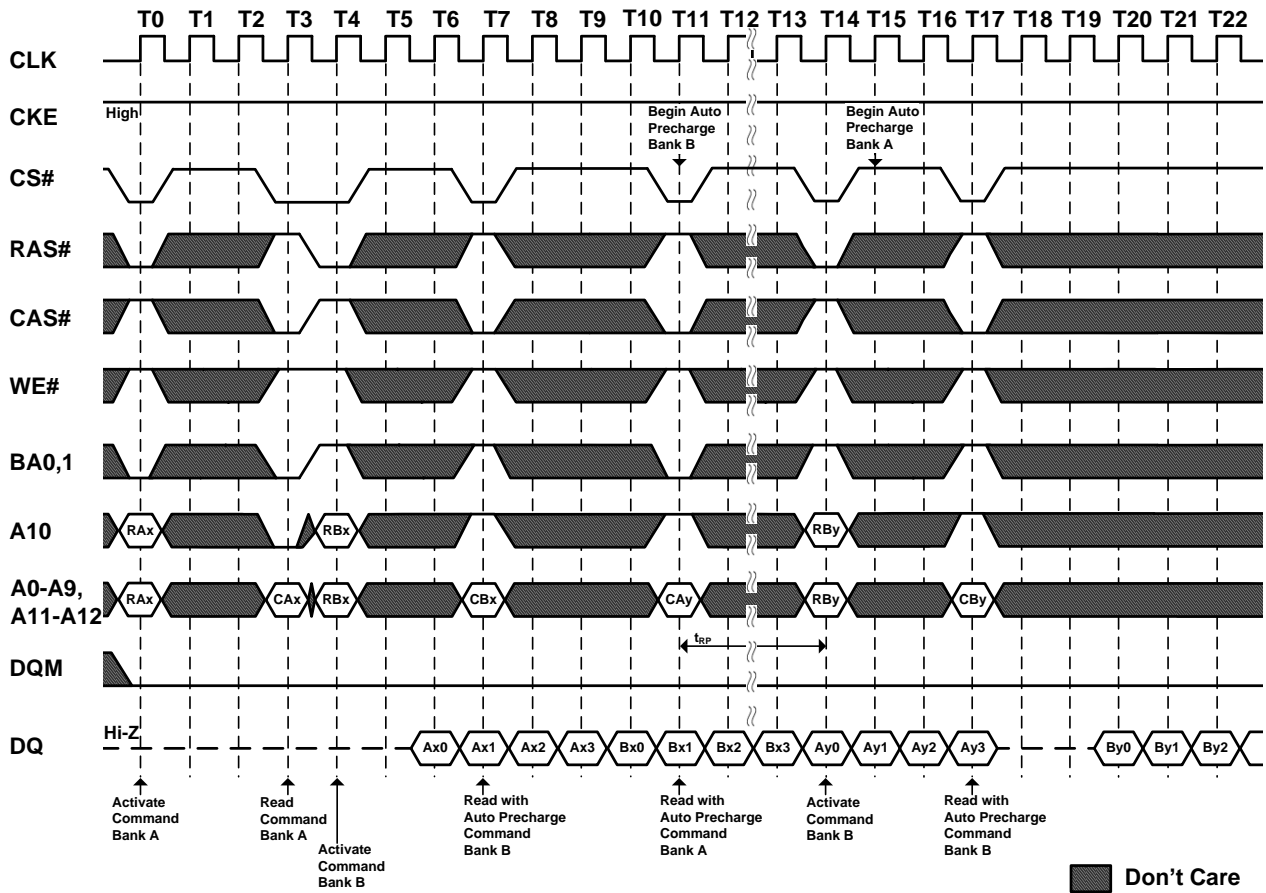 T0 T1 T2 T3 T4 T5 T6 T7 T8 T9 T10 T11 T12 T13 T14 T15 T16 T17 T18 T19 T20 T21 T22
CLK
CKE
High
Begin Auto
Precharge
Bank B
Begin Auto
Precharge
Bank A
CS#
RAS#
CAS#
WE#
BA0,1
A10
RAx
RBx
RBy
A0-A9,
A11-A12
RAx
CAx
RBx
CBx
CAy
RBy
CBy
tRP
DQM
DQ
Hi-Z
Ax0 Ax1 Ax2 Ax3 Bx0 Bx1 Bx2 Bx3 Ay0 Ay1 Ay2 Ay3 By0 By1 By2
Activate
Command
Bank A
Read
Command
Bank A
Activate
Command
Bank B
Read with
Auto Precharge
Command
Bank B
Read with
Auto Precharge
Command
Bank A
Activate
Command
Bank B
Read with
Auto Precharge
Command
Bank B
Don't Care